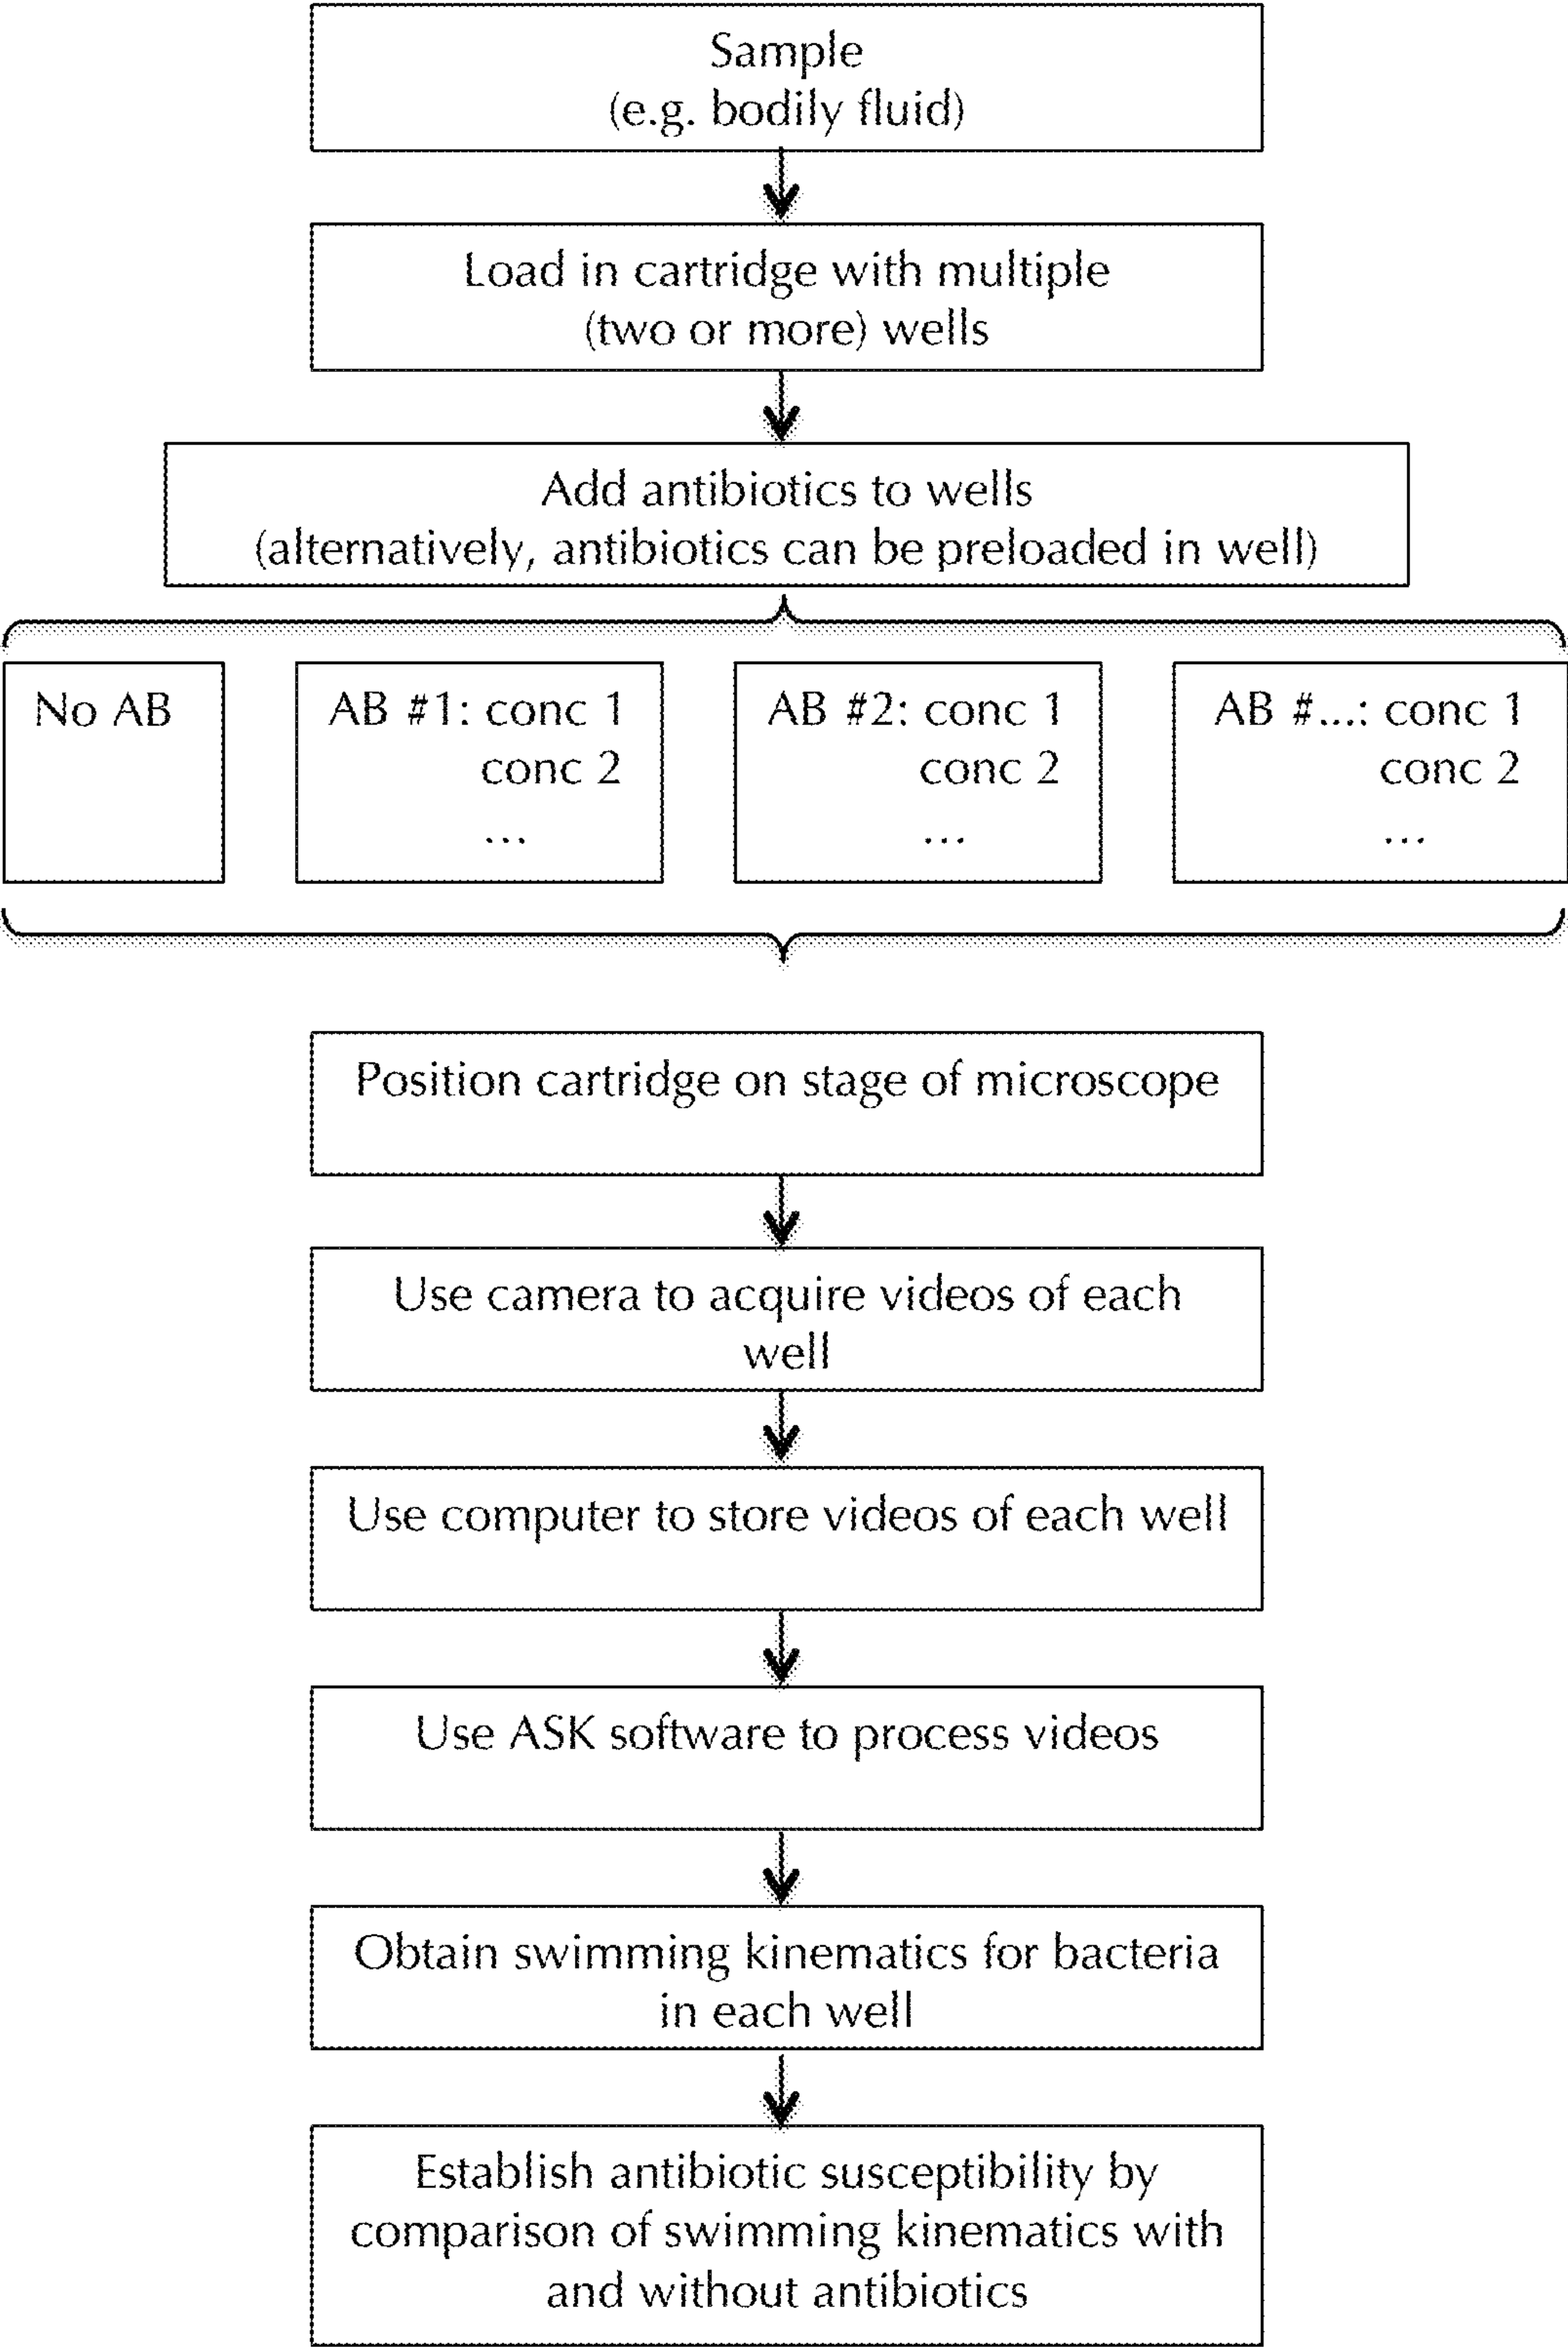 Sample
(e.g. bodily fluid)
Load in cartridge with multiple
(two or more) wells
Add antibiotics to wells
(alternatively, antibiotics can be preloaded in well)
No AB
AB #1: conc 1
conc 2
...
AB #2: conc 1
conc 2
...
AB #...: conc 1
conc 2
...
Position cartridge on stage of microscope
Use camera to acquire videos of each
well
Use computer to store videos of each well
Use ASK software to process videos
Obtain swimming kinematics for bacteria
in each well
Establish antibiotic susceptibility by
comparison of swimming kinematics with
and without antibiotics